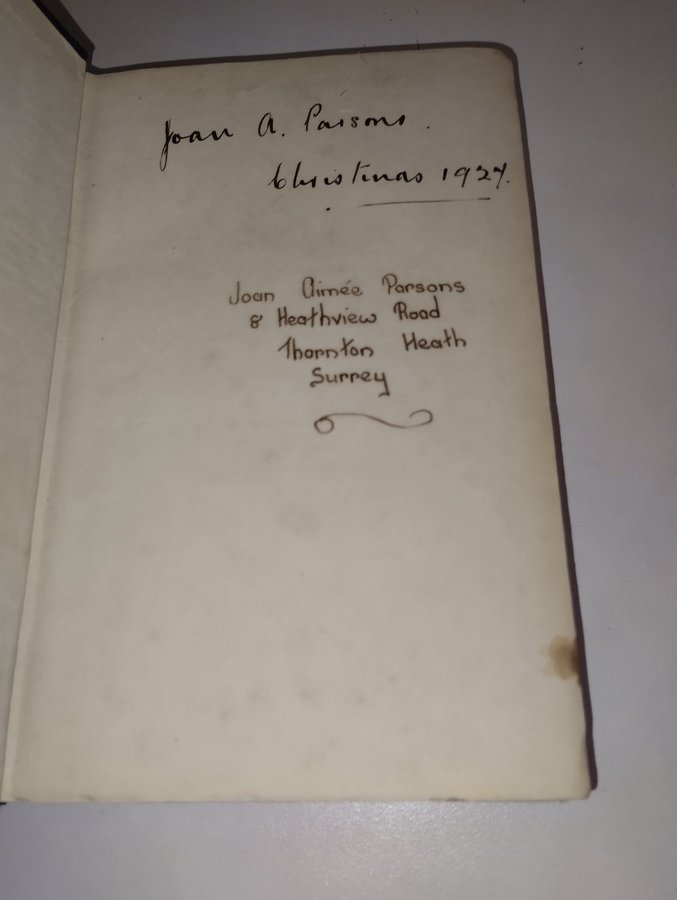 Joan A. Parsons.
Christmas 1927.
Joan Aimée Parsons
8 Heathview Road
Thornton Heath
Surrey